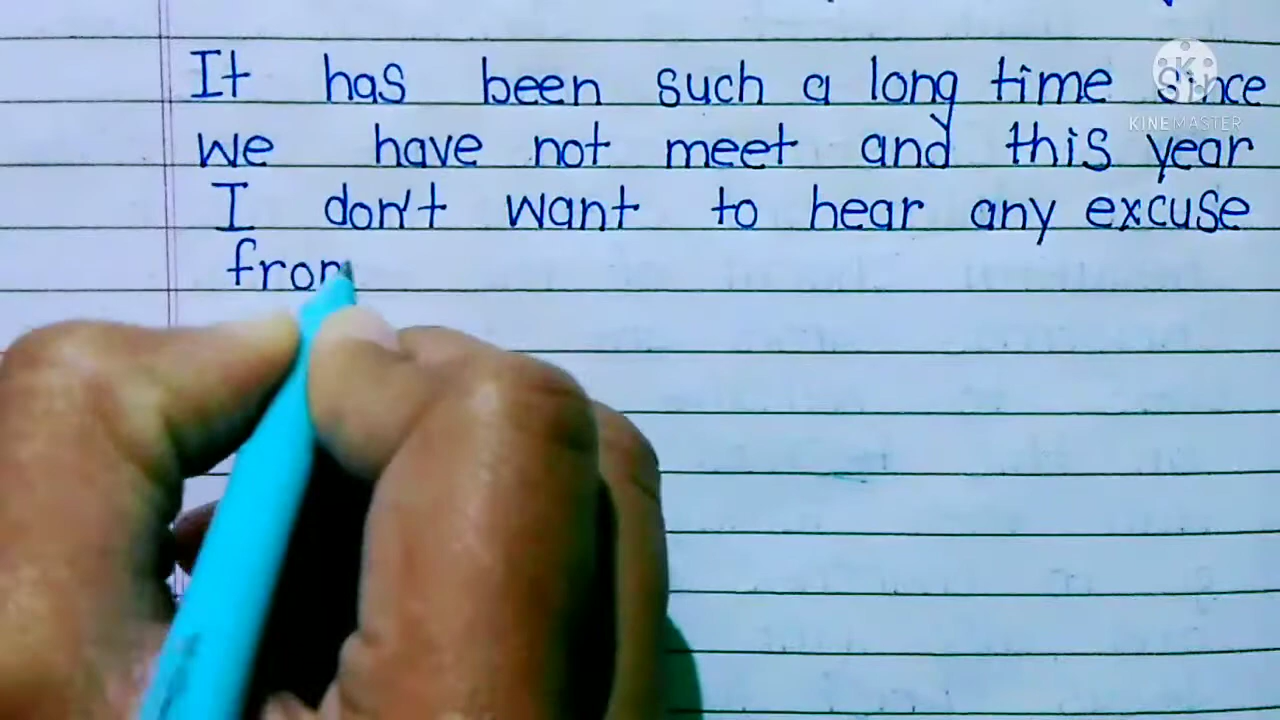 It has been such a long time since
we have not meet and this year
I don't want to hear any excuse
from
KINEMASTER